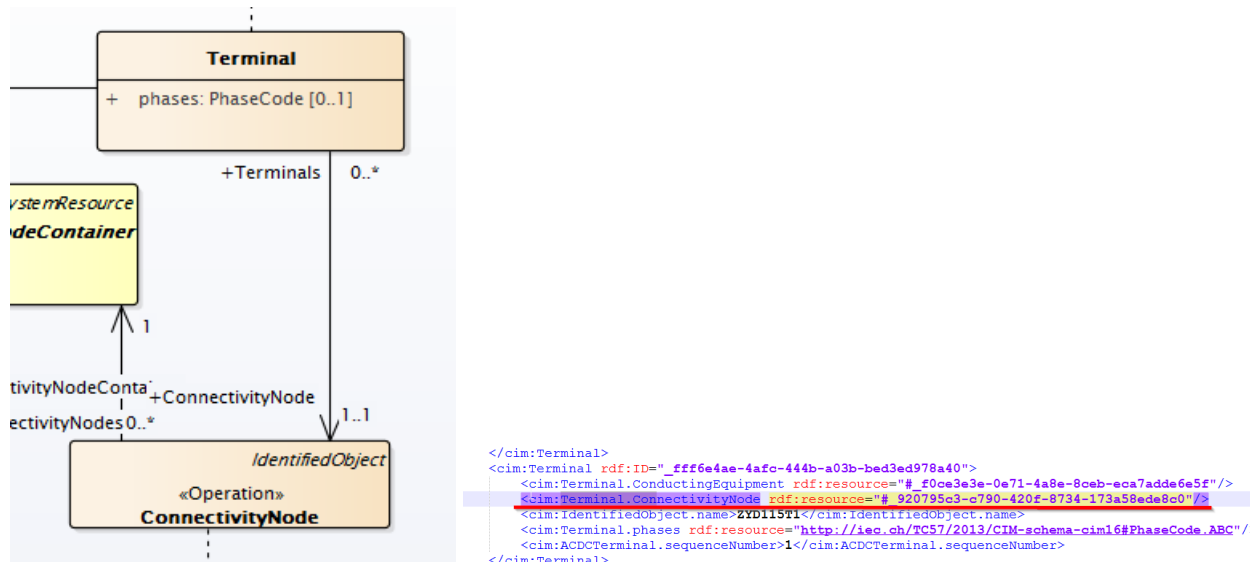 Terminal
+ phases: PhaseCode [0..1]
+Terminals 0..*
ystemResource
deContainer
1
tivityNodeConta
+ConnectivityNode
ectivityNodes 0..*
1..1
IdentifiedObject
«Operation»
ConnectivityNode
</cim:Terminal>
<cim:Terminal rdf:ID="_fff6e4ae-4afc-444b-a03b-bed3ed978a40">
<cim:Terminal.ConductingEquipment rdf:resource="#_f0ce3e3e-0e71-4a8e-8ceb-eca7adde6e5f"/>
<cim:Terminal.ConnectivityNode rdf:resource="#_920795c3-c790-420f-8734-173a58ede8c0"/>
<cim:IdentifiedObject.name>ZYD115T1</cim:IdentifiedObject.name>
<cim:Terminal.phases rdf:resource="http://iec.ch/TC57/2013/CIM-schema-cim16#PhaseCode.ABC"/
<cim:ACDCTerminal.sequenceNumber>1</cim:ACDCTerminal.sequenceNumber>
</cim:Terminal>